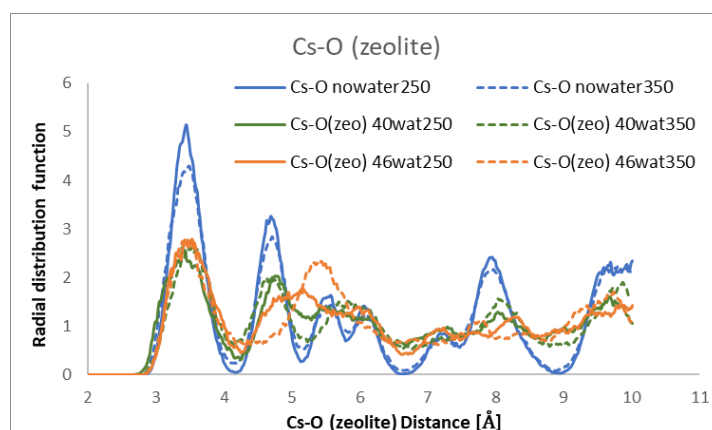 Cs-O (zeolite)
Radial distribution function
6
5
4
3
2
1
0
Cs-O nowater250
Cs-O nowater350
Cs-O(zeo) 40wat250
Cs-O(zeo) 40wat350
Cs-O(zeo) 46wat250
Cs-O(zeo) 46wat350
2 3 4 5 6 7 8 9 10
Cs-O (zeolite) Distance [Å]